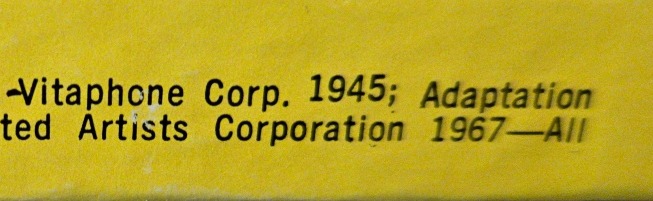 -Vitaphone Corp. 1945; Adaptation
ted Artists Corporation 1967—All